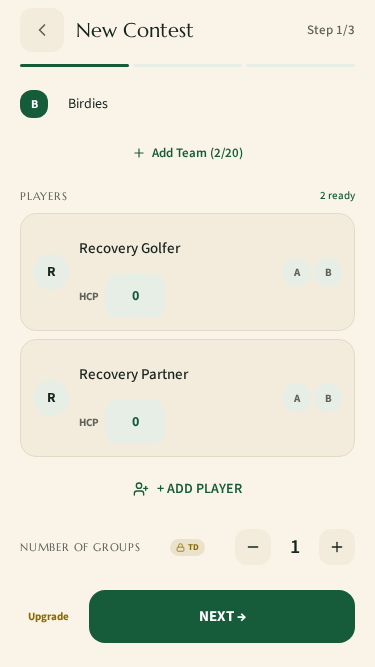 New Contest
Step 1/3
B Birdies
+ Add Team (2/20)
PLAYERS 2 ready
Recovery Golfer
R A B
HCP 0
Recovery Partner
R A B
HCP 0
+ ADD PLAYER
NUMBER OF GROUPS TD − 1 +
Upgrade NEXT →